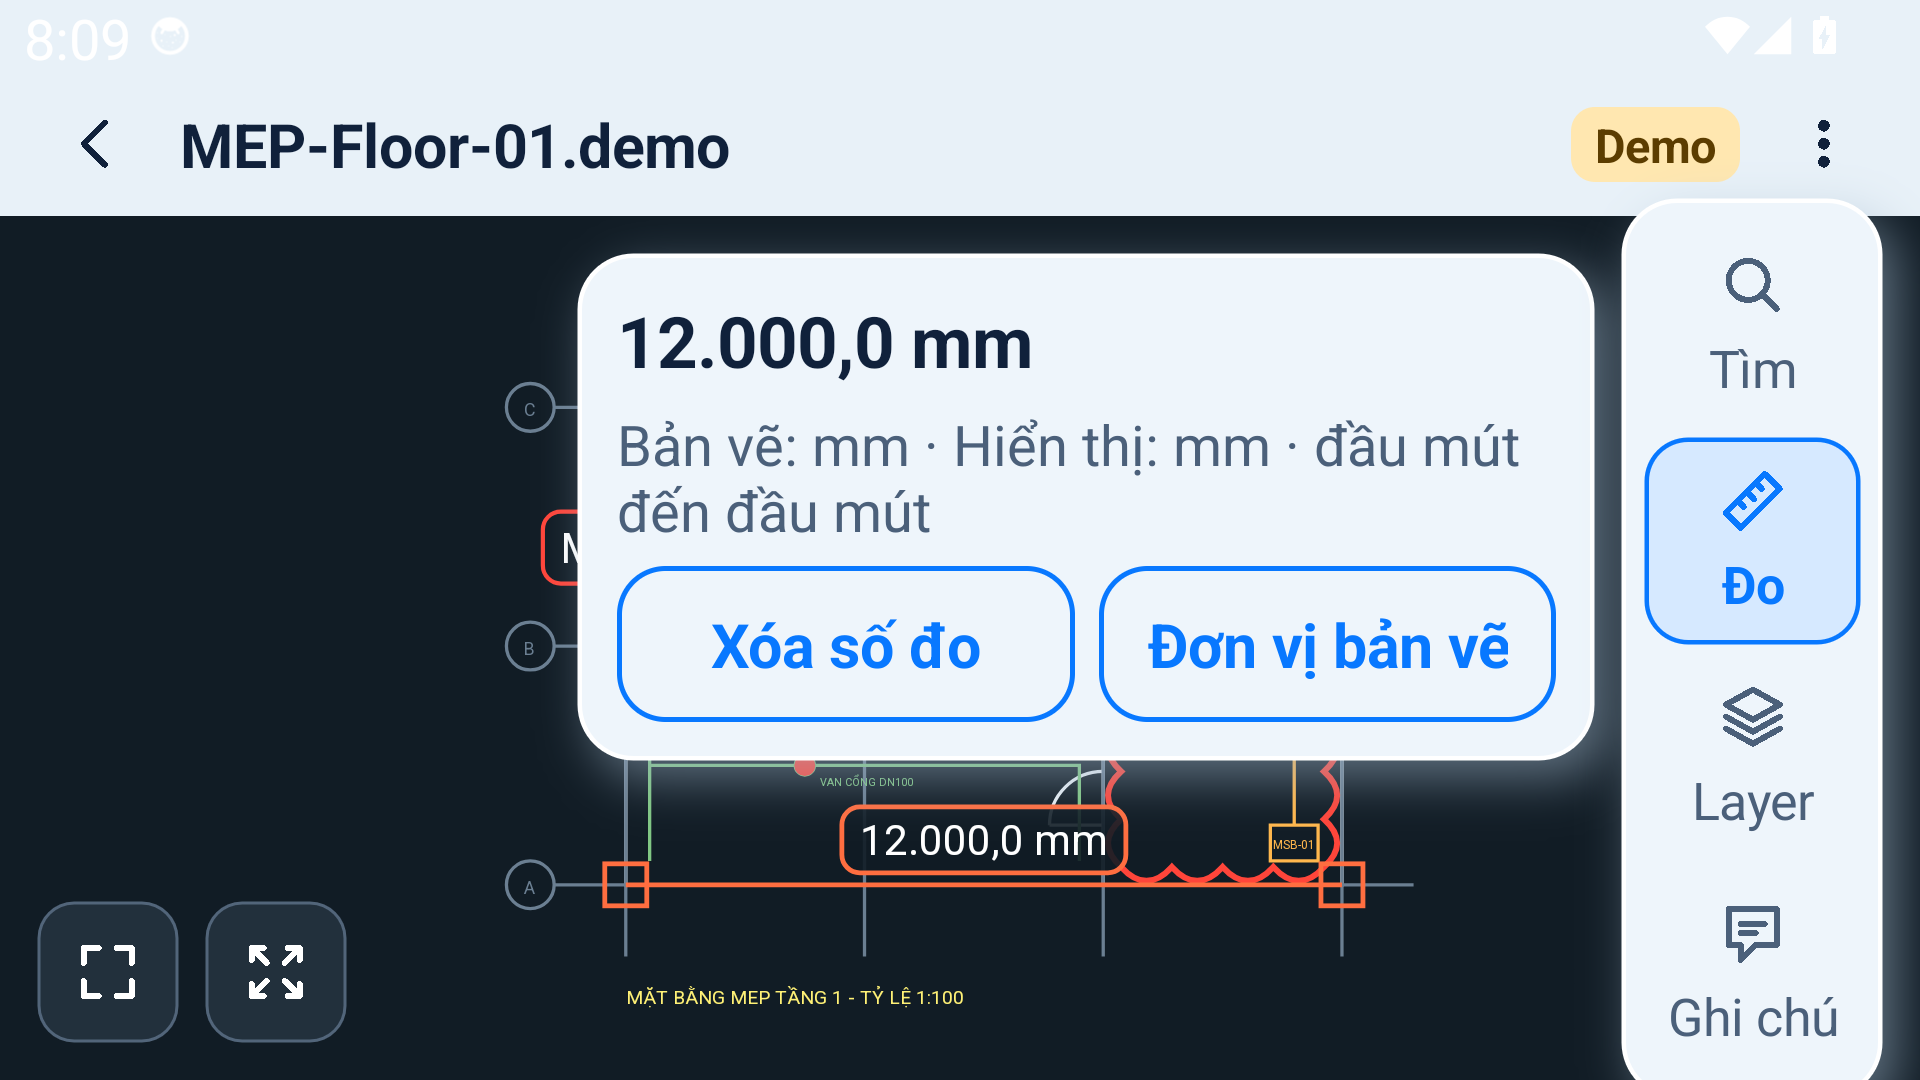 8:09
MEP-Floor-01.demo
Demo
12.000,0 mm
Bản vẽ: mm · Hiển thị: mm · đầu mút
đến đầu mút
Xóa số đo
Đơn vị bản vẽ
Tìm
Đo
Layer
Ghi chú
C
B
A
VAN CỔNG DN100
12.000,0 mm
MSB-01
MẶT BẰNG MEP TẦNG 1 - TỶ LỆ 1:100